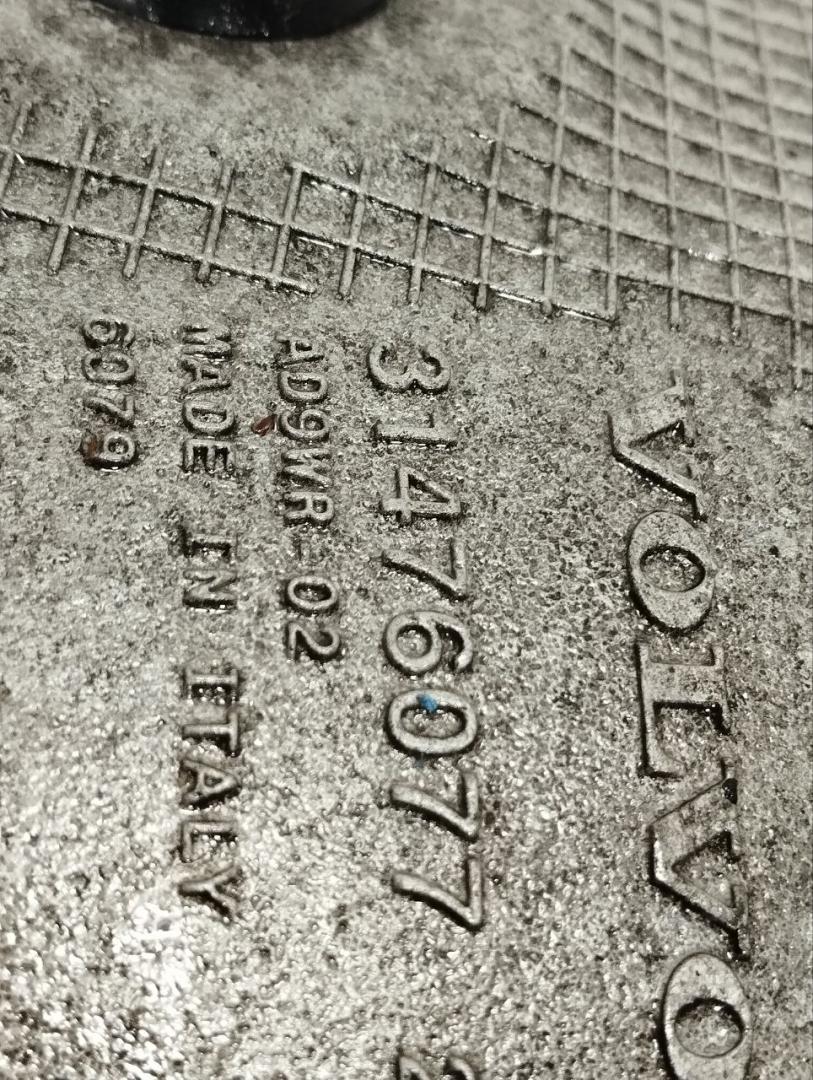 VOLVO
31476077
AD9WR-02
MADE IN ITALY
6079